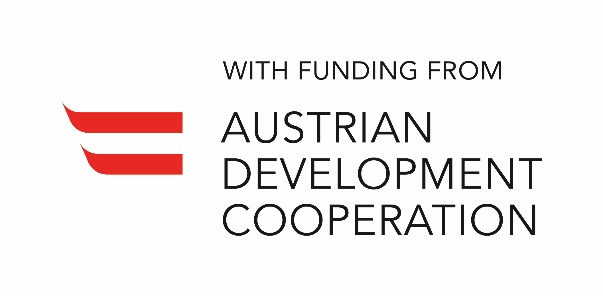 WITH FUNDING FROM
AUSTRIAN
DEVELOPMENT
COOPERATION